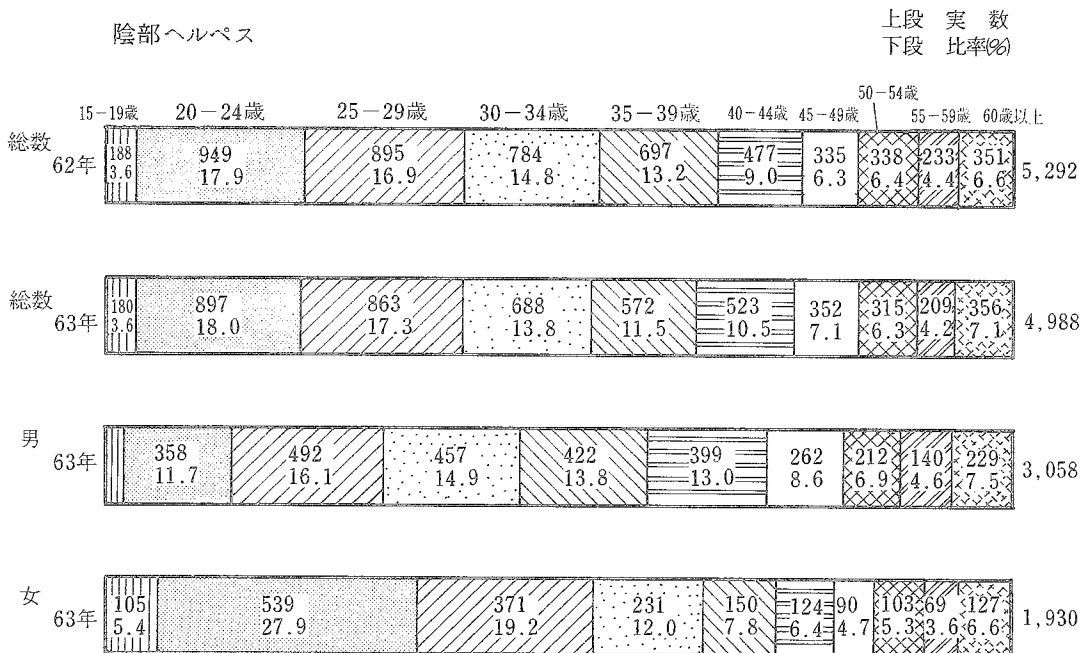 陰部ヘルペス
上段 実 数
下段 比率(%)
15-19歳 20-24歳 25-29歳 30-34歳 35-39歳 40-44歳 45-49歳 50-54歳 55-59歳 60歳以上
総数
62年
188 949 895 784 697 477 335 338 233 351
3.6 17.9 16.9 14.8 13.2 9.0 6.3 6.4 4.4 6.6
5,292
総数
63年
180 897 863 688 572 523 352 315 209 356
3.6 18.0 17.3 13.8 11.5 10.5 7.1 6.3 4.2 7.1
4,988
男
63年
358 492 457 422 399 262 212 140 229
11.7 16.1 14.9 13.8 13.0 8.6 6.9 4.6 7.5
3,058
女
63年
105 539 371 231 150 124 90 103 69 127
5.4 27.9 19.2 12.0 7.8 6.4 4.7 5.3 3.6 6.6
1,930